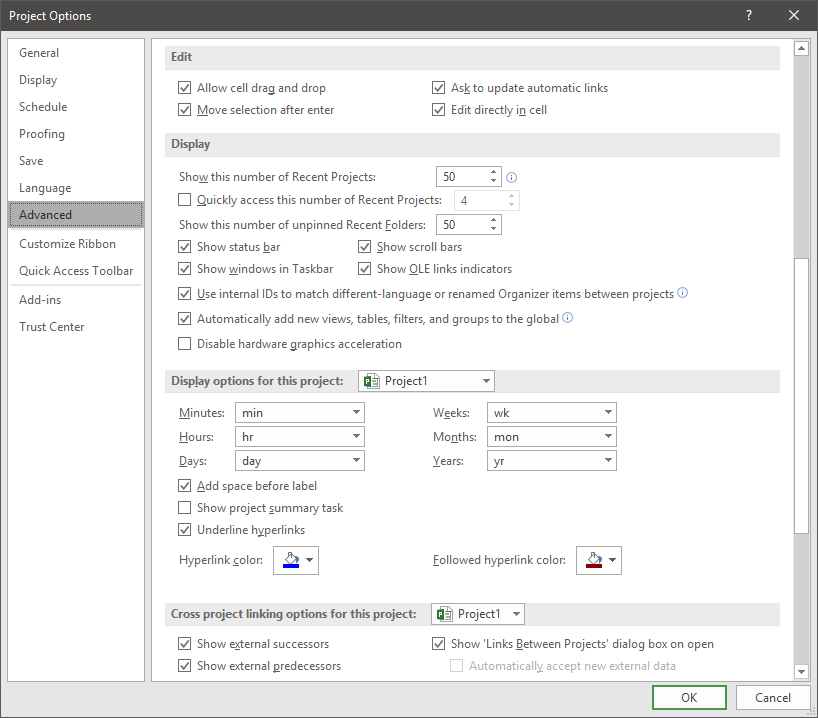 Project Options
?
General
Display
Schedule
Proofing
Save
Language
Advanced
Customize Ribbon
Quick Access Toolbar
Add-ins
Trust Center
Edit
Allow cell drag and drop
Ask to update automatic links
Move selection after enter
Edit directly in cell
Display
Show this number of Recent Projects: 50
Quickly access this number of Recent Projects: 4
Show this number of unpinned Recent Folders: 50
Show status bar
Show scroll bars
Show windows in Taskbar
Show OLE links indicators
Use internal IDs to match different-language or renamed Organizer items between projects
Automatically add new views, tables, filters, and groups to the global
Disable hardware graphics acceleration
Display options for this project: Project1
Minutes: min
Weeks: wk
Hours: hr
Months: mon
Days: day
Years: yr
Add space before label
Show project summary task
Underline hyperlinks
Hyperlink color:
Followed hyperlink color:
Cross project linking options for this project: Project1
Show external successors
Show 'Links Between Projects' dialog box on open
Show external predecessors
Automatically accept new external data
OK
Cancel